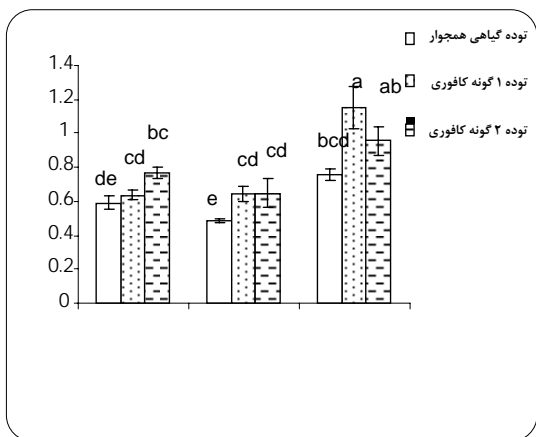 توده گیاهی همجوار
توده ۱ گونه کافوری
توده ۲ گونه کافوری
1.4
1.2
1
0.8
0.6
0.4
0.2
0
de
cd
bc
e
cd
cd
bcd
a
ab